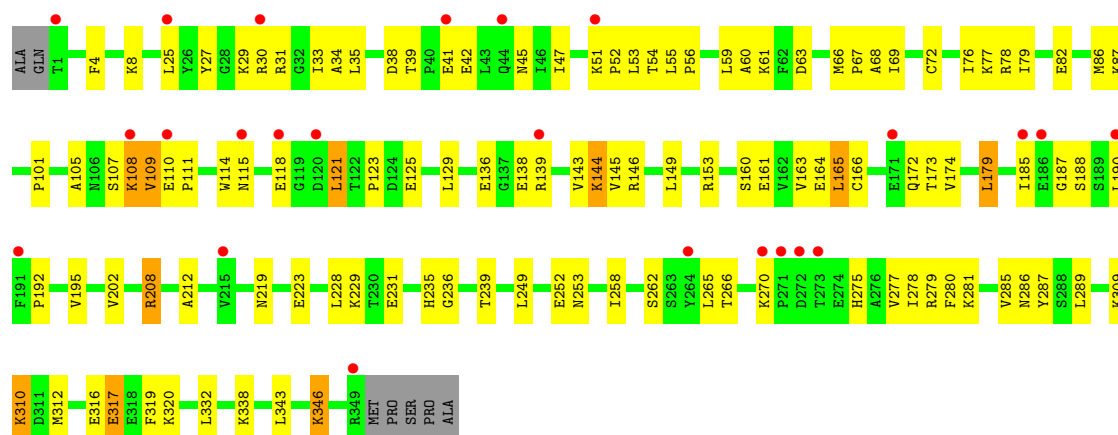 ALA GLN T1 F4 K8 L25 Y26 Y27 G28 K29 R30 R31 G32 I33 A34 L35 D38 T39 P40 E41 E42 L43 Q44 N45 I46 I47 K51 P52 L53 T54 L55 P56 L59 A60 K61 F62 D63 M66 P67 A68 I69 C72 I76 K77 R78 I79 E82 M86 K87
P101 A105 N106 S107 K108 V109 E110 P111 W114 N115 E118 G119 D120 L121 T122 P123 D124 E125 L129 E136 G137 E138 R139 V143 K144 V145 R146 L149 R153 S160 E161 V162 V163 E164 L165 C166 E171 Q172 T173 V174 L179 I185 E186 G187 S188 S189 L190
F191 P192 V195 V202 R208 A212 V215 N219 E223 L228 K229 T230 E231 H235 G236 T239 L249 E252 N253 I258 S262 S263 Y264 L265 T266 K270 P271 D272 T273 E274 N275 A276 V277 I278 R279 F280 K281 V285 N286 Y287 S288 L289 K309
K310 D311 M312 E316 E317 E318 F319 K320 L332 K338 L343 K346 R349 MET PRO SER PRO ALA